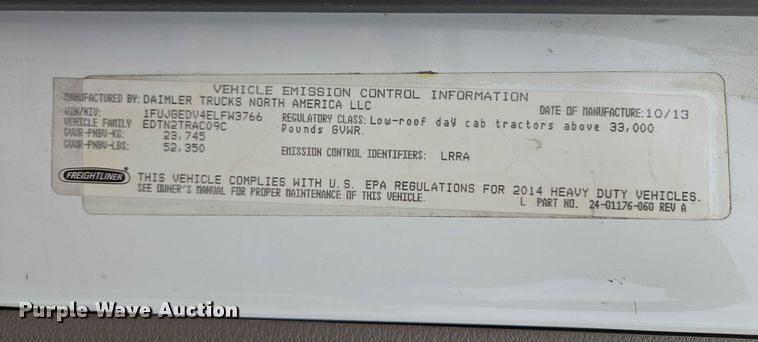 VEHICLE EMISSION CONTROL INFORMATION
MANUFACTURED BY: DAIMLER TRUCKS NORTH AMERICA LLC DATE OF MANUFACTURE: 10/13
VIN/NIV: 1FUJGEDV4ELFW3766 REGULATORY CLASS: Low-roof day cab tractors above 33,000
VEHICLE FAMILY EDTN2TRAC09C Pounds GVWR.
GVWR-PNBV-KG: 23,745
GVWR-PNBV-LBS: 52,350 EMISSION CONTROL IDENTIFIERS: LRRA
FREIGHTLINER THIS VEHICLE COMPLIES WITH U.S. EPA REGULATIONS FOR 2014 HEAVY DUTY VEHICLES.
SEE OWNER'S MANUAL FOR PROPER MAINTENANCE OF THIS VEHICLE. L PART NO. 24-01176-060 REV A
Purple Wave Auction